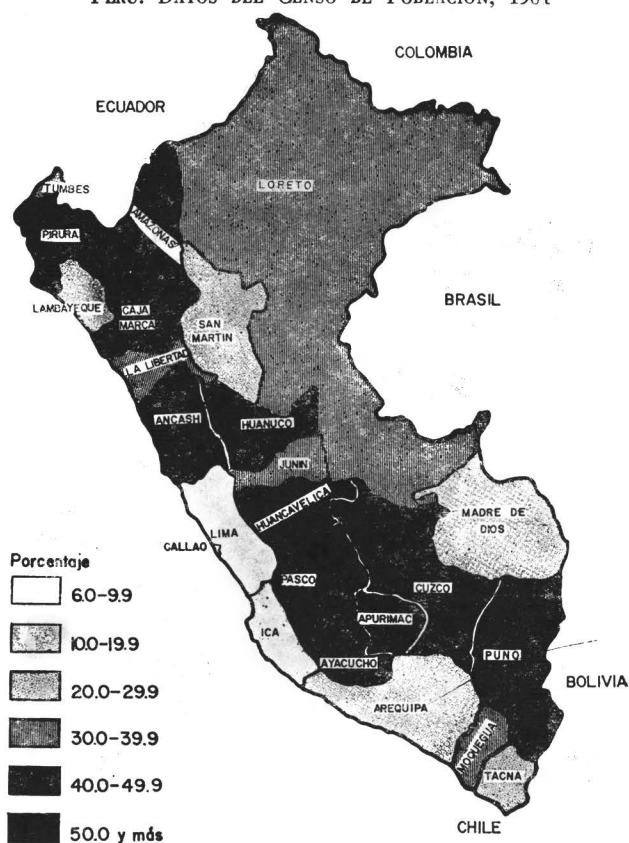 PERU: DATOS DEL CENSO DE POBLACIÓN, 1961
COLOMBIA
ECUADOR
LORETO
TUMBES
AMAZONAS
PIRURA
BRASIL
LAMBAYEQUE
CAJA
MARCA
SAN
MARTIN
LA LIBERTAD
ANCASH
HUANUCO
JUNIN
MADRE DE
DIOS
HUANCAVELICA
LIMA
CALLAO
Porcentaje
6.0-9.9
PASCO
CUZCO
APURIMAC
ICA
10.0-19.9
PUNO
AYACUCHO
BOLIVIA
20.0-29.9
AREQUIPA
30.0-39.9
MOQUEGUA
TACNA
40.0-49.9
CHILE
50.0 y más